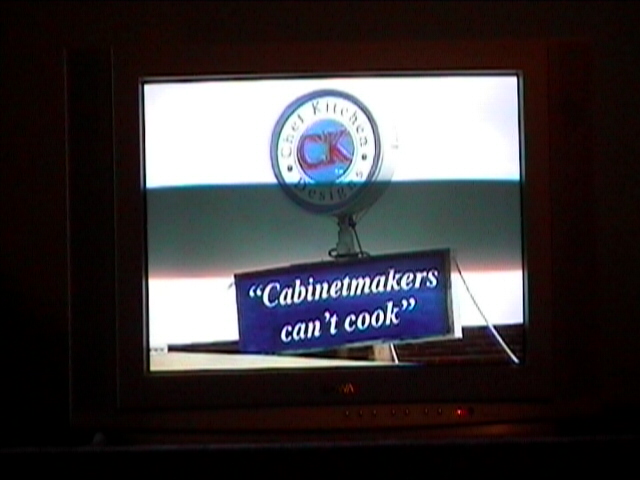 Chef Kitchen
CK
Designs
“Cabinetmakers
can't cook”